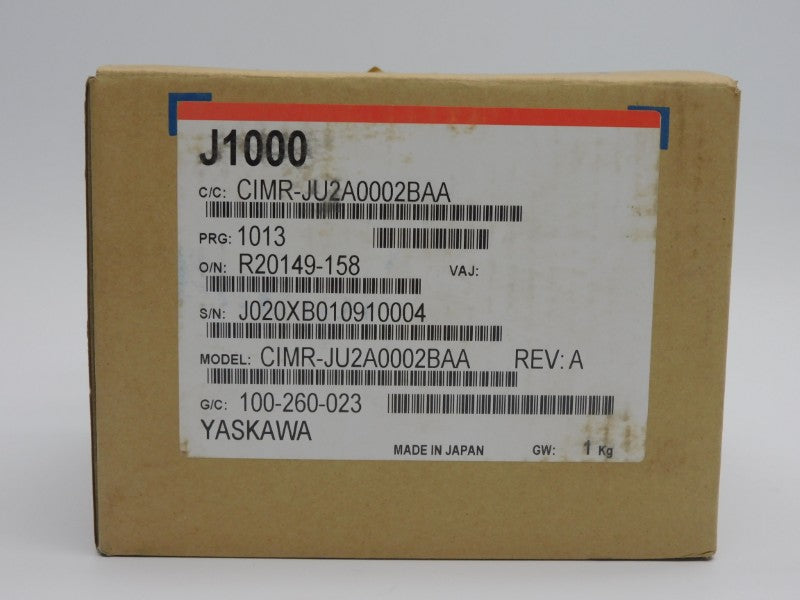 J1000
C/C: CIMR-JU2A0002BAA
PRG: 1013
O/N: R20149-158 VAJ:
S/N: J020XB010910004
MODEL: CIMR-JU2A0002BAA REV: A
G/C: 100-260-023
YASKAWA
MADE IN JAPAN GW: 1 Kg